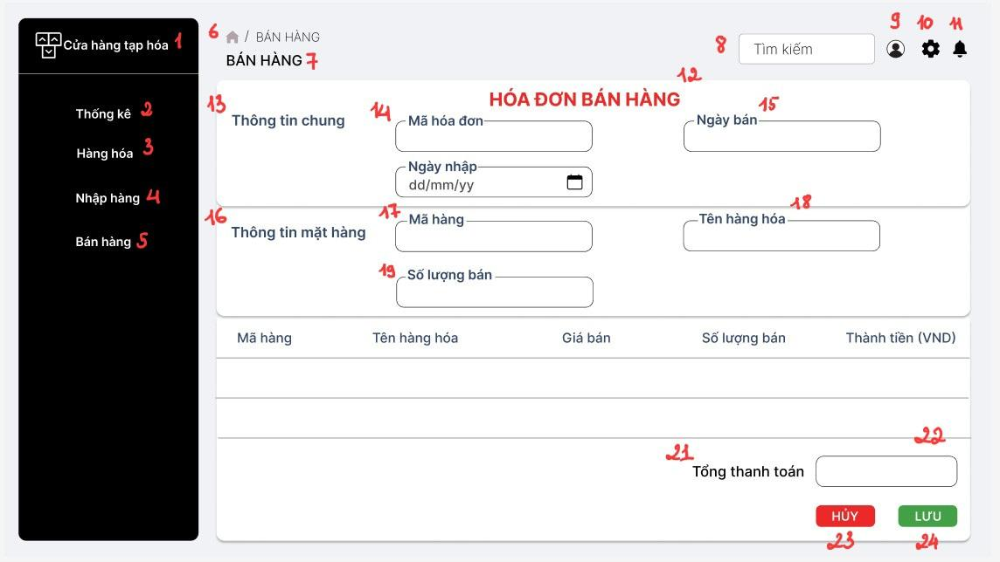 Cửa hàng tạp hóa 1
Thống kê 2
Hàng hóa 3
Nhập hàng 4
Bán hàng 5
6 / BÁN HÀNG
BÁN HÀNG 7
8 Tìm kiếm
9 10 11
12
HÓA ĐƠN BÁN HÀNG
13 Thông tin chung
14 Mã hóa đơn
Ngày bán 15
Ngày nhập
dd/mm/yy
16 Thông tin mặt hàng
17 Mã hàng
Tên hàng hóa 18
19 Số lượng bán
Mã hàng Tên hàng hóa Giá bán Số lượng bán Thành tiền (VND)
21 Tổng thanh toán 22
HỦY LƯU
23 24